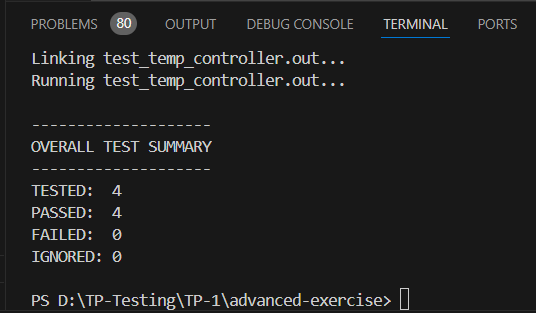 PROBLEMS 80 OUTPUT DEBUG CONSOLE TERMINAL PORTS
Linking test_temp_controller.out...
Running test_temp_controller.out...
--------------------
OVERALL TEST SUMMARY
--------------------
TESTED:  4
PASSED:  4
FAILED:  0
IGNORED: 0
PS D:\TP-Testing\TP-1\advanced-exercise>